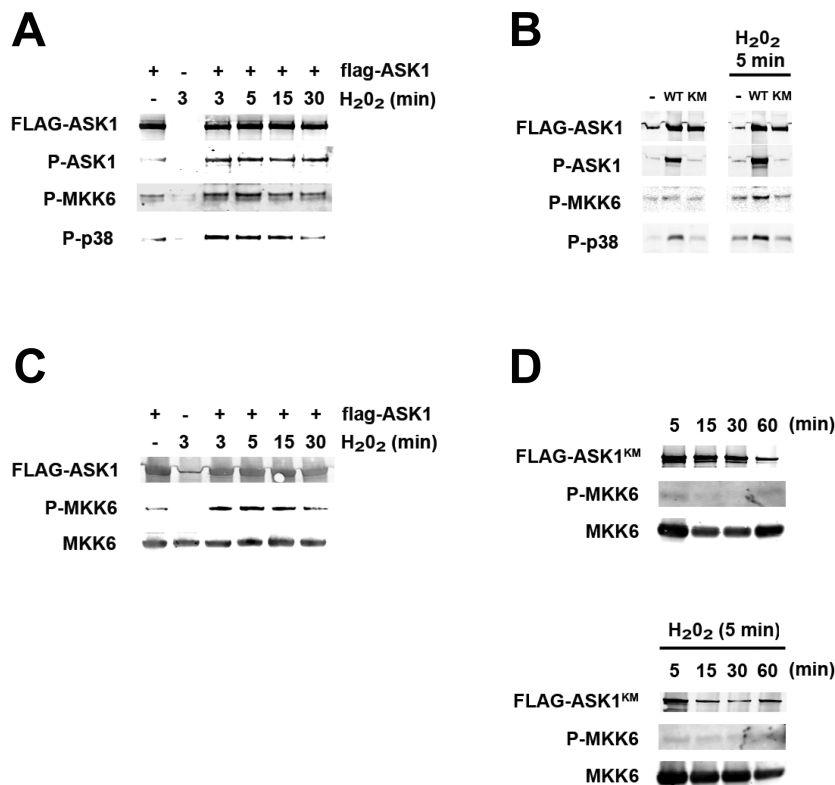 A
+ - + + + + flag-ASK1
- 3 3 5 15 30 H₂0₂ (min)
FLAG-ASK1
P-ASK1
P-MKK6
P-p38
B
H₂0₂
5 min
- WT KM - WT KM
FLAG-ASK1
P-ASK1
P-MKK6
P-p38
C
+ - + + + + flag-ASK1
- 3 3 5 15 30 H₂0₂ (min)
FLAG-ASK1
P-MKK6
MKK6
D
5 15 30 60 (min)
FLAG-ASK1ᴷᴹ
P-MKK6
MKK6
H₂0₂ (5 min)
5 15 30 60 (min)
FLAG-ASK1ᴷᴹ
P-MKK6
MKK6